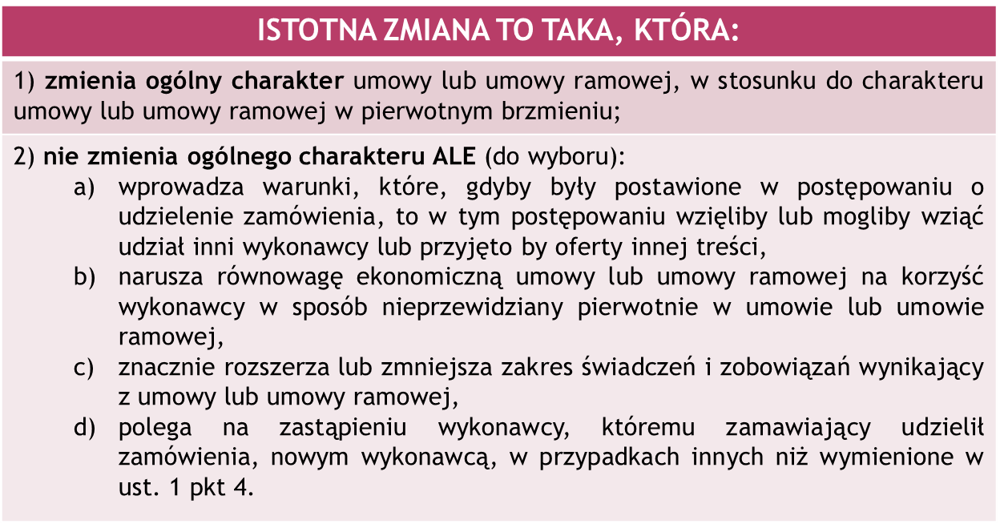 ISTOTNA ZMIANA TO TAKA, KTÓRA:
1) zmienia ogólny charakter umowy lub umowy ramowej, w stosunku do charakteru
umowy lub umowy ramowej w pierwotnym brzmieniu;
2) nie zmienia ogólnego charakteru ALE (do wyboru):
a) wprowadza warunki, które, gdyby były postawione w postępowaniu o
udzielenie zamówienia, to w tym postępowaniu wzięliby lub mogliby wziąć
udział inni wykonawcy lub przyjęto by oferty innej treści,
b) narusza równowagę ekonomiczną umowy lub umowy ramowej na korzyść
wykonawcy w sposób nieprzewidziany pierwotnie w umowie lub umowie
ramowej,
c) znacznie rozszerza lub zmniejsza zakres świadczeń i zobowiązań wynikający
z umowy lub umowy ramowej,
d) polega na zastąpieniu wykonawcy, któremu zamawiający udzielił
zamówienia, nowym wykonawcą, w przypadkach innych niż wymienione w
ust. 1 pkt 4.